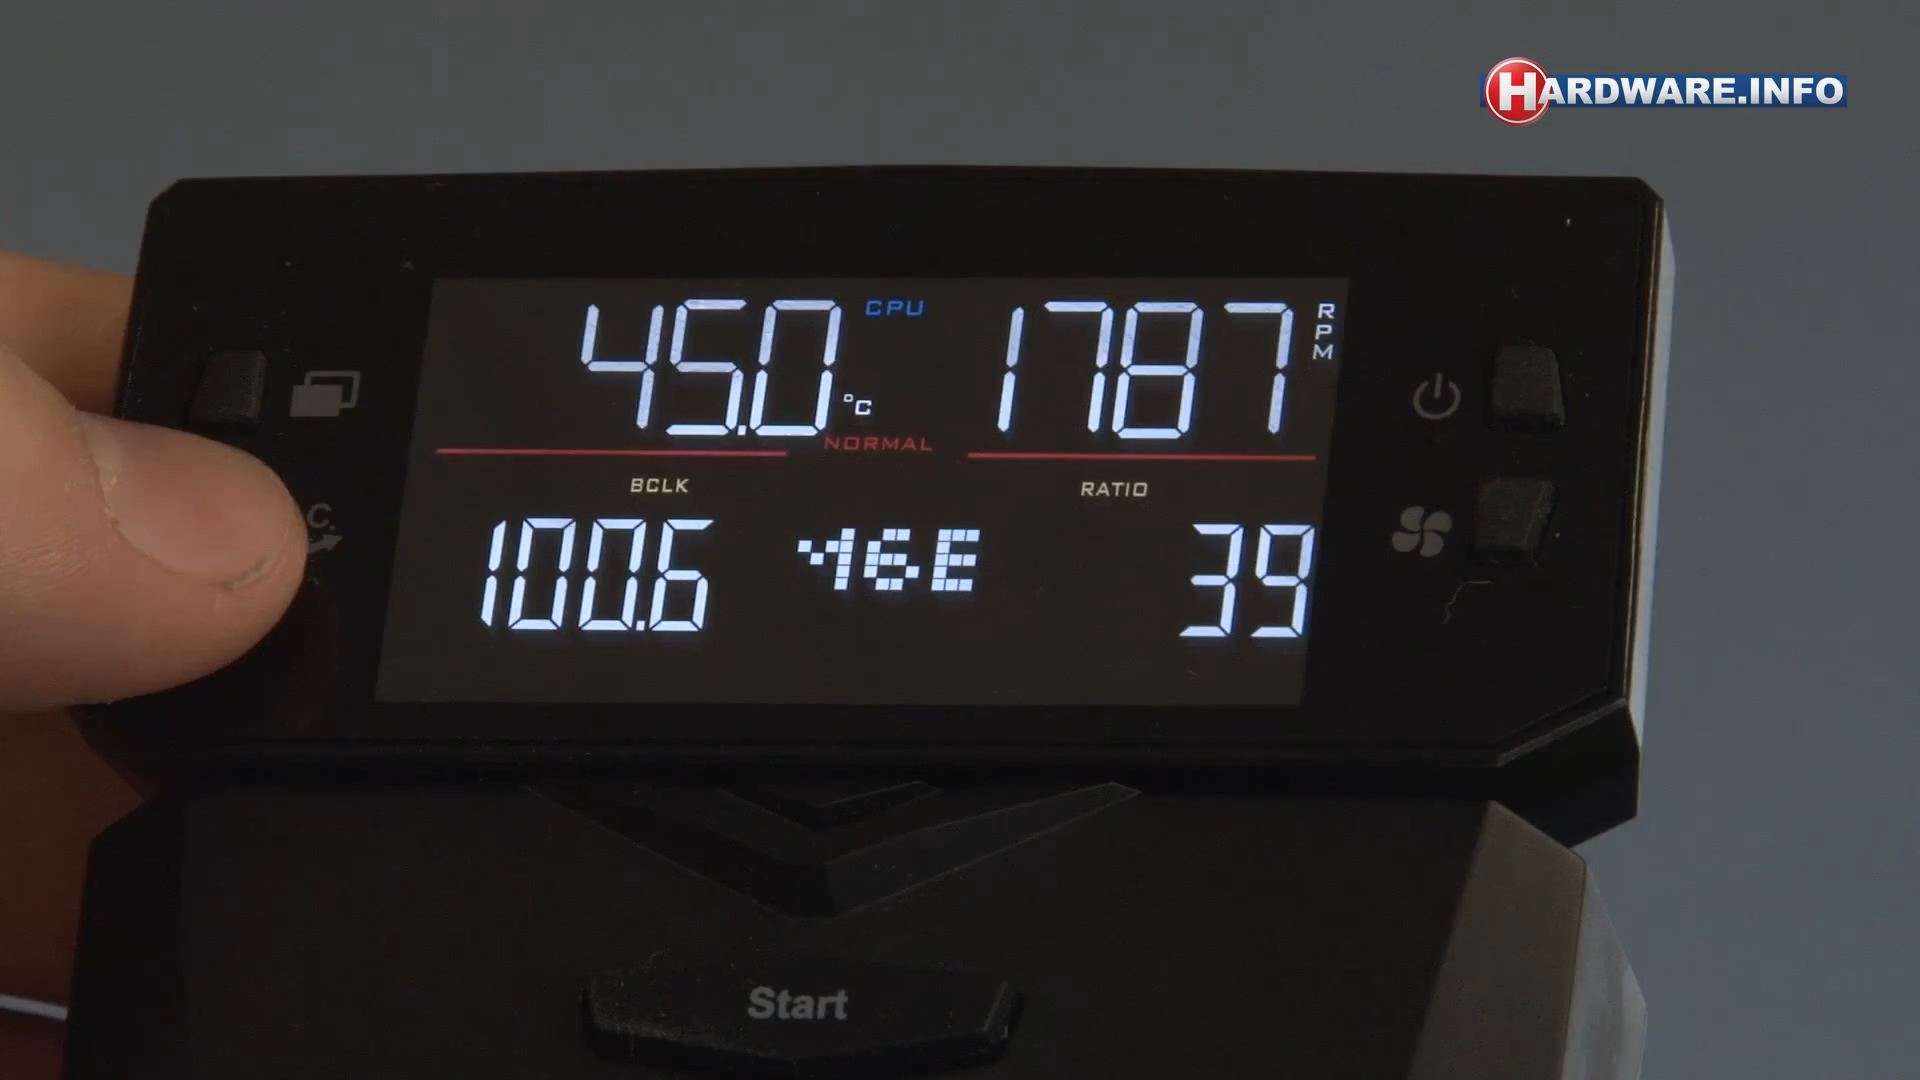 HARDWARE.INFO
45.0 °C CPU
1787 RPM
NORMAL
BCLK
RATIO
100.6
39
C.
Start